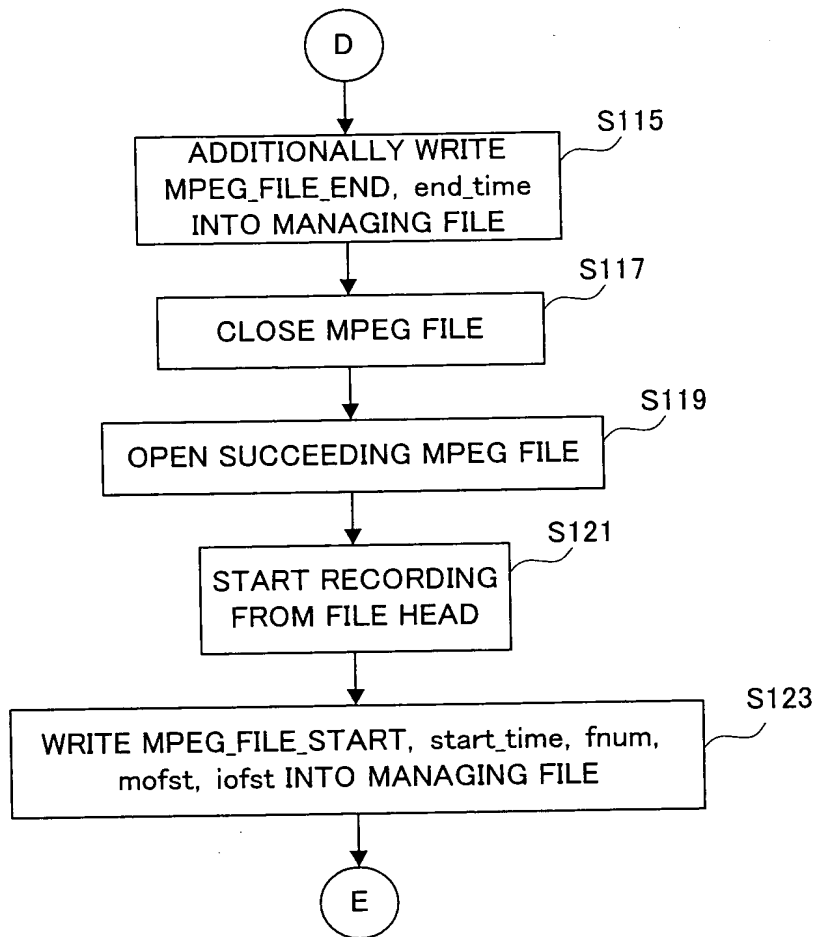 D
S115
ADDITIONALLY WRITE
MPEG_FILE_END, end_time
INTO MANAGING FILE
S117
CLOSE MPEG FILE
S119
OPEN SUCCEEDING MPEG FILE
S121
START RECORDING
FROM FILE HEAD
S123
WRITE MPEG_FILE_START, start_time, fnum,
mofst, iofst INTO MANAGING FILE
E